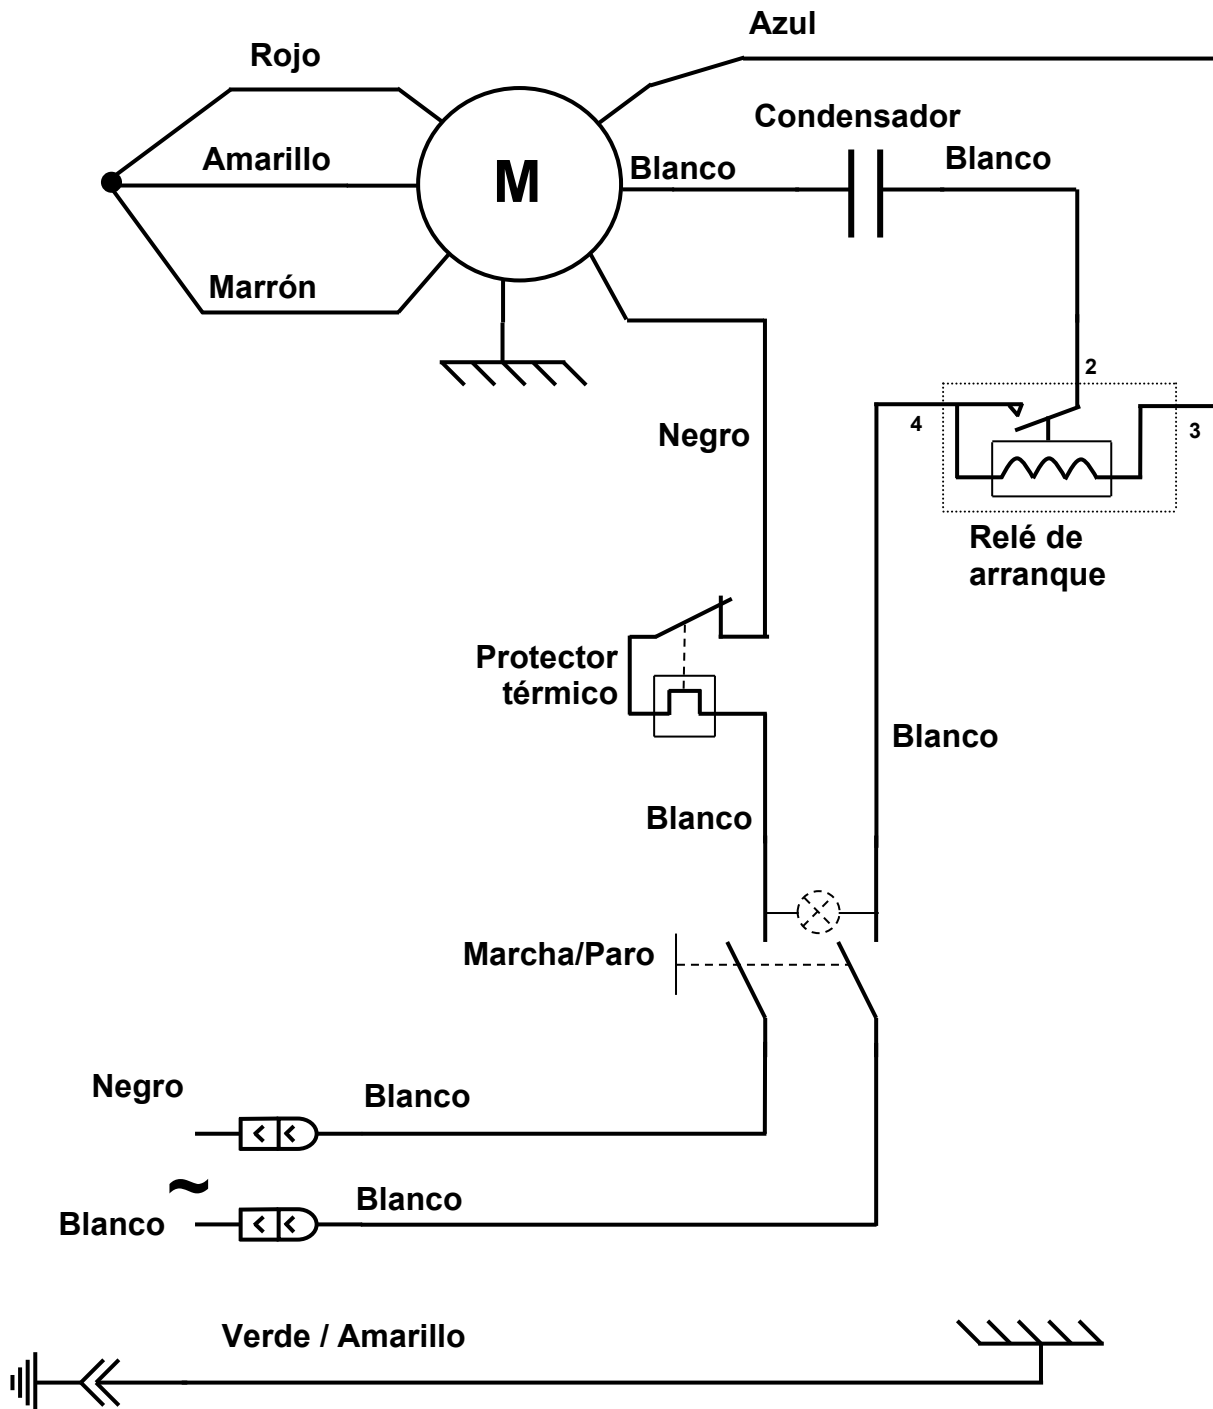 Azul
Rojo
Condensador
Amarillo
Blanco
Blanco
M
Marrón
2
4
3
Negro
Relé de
arranque
Protector
térmico
Blanco
Blanco
Marcha/Paro
Negro
Blanco
~
Blanco
Blanco
Verde / Amarillo